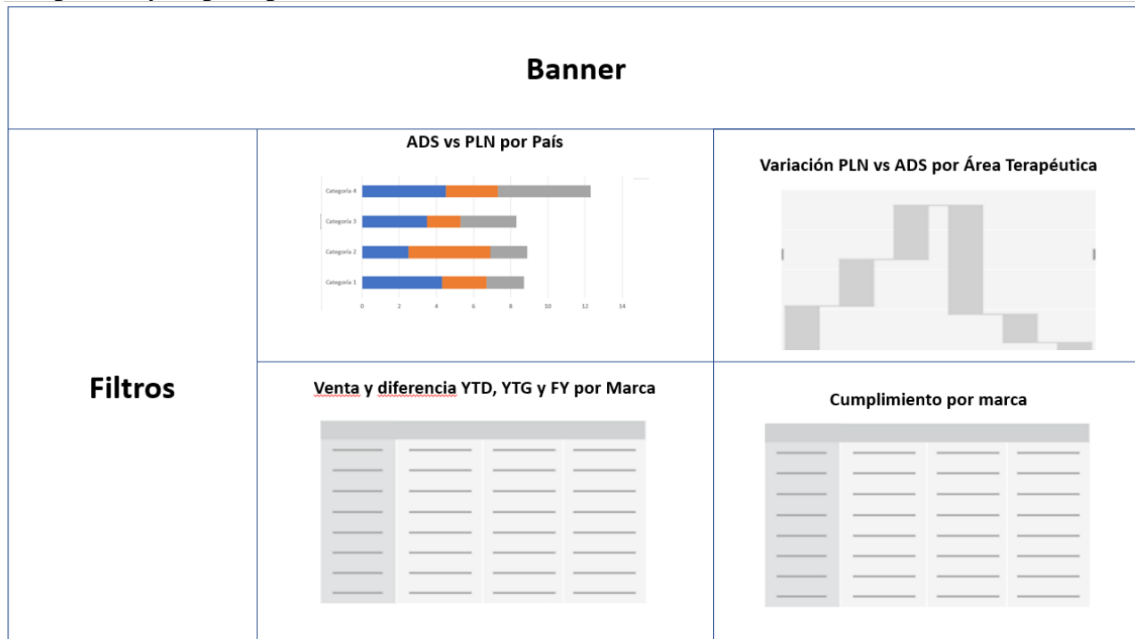 Banner
Filtros
ADS vs PLN por País
Categoría 4
Categoría 3
Categoría 2
Categoría 1
0 2 4 6 8 10 12 14
Variación PLN vs ADS por Área Terapéutica
Venta y diferencia YTD, YTG y FY por Marca
Cumplimiento por marca